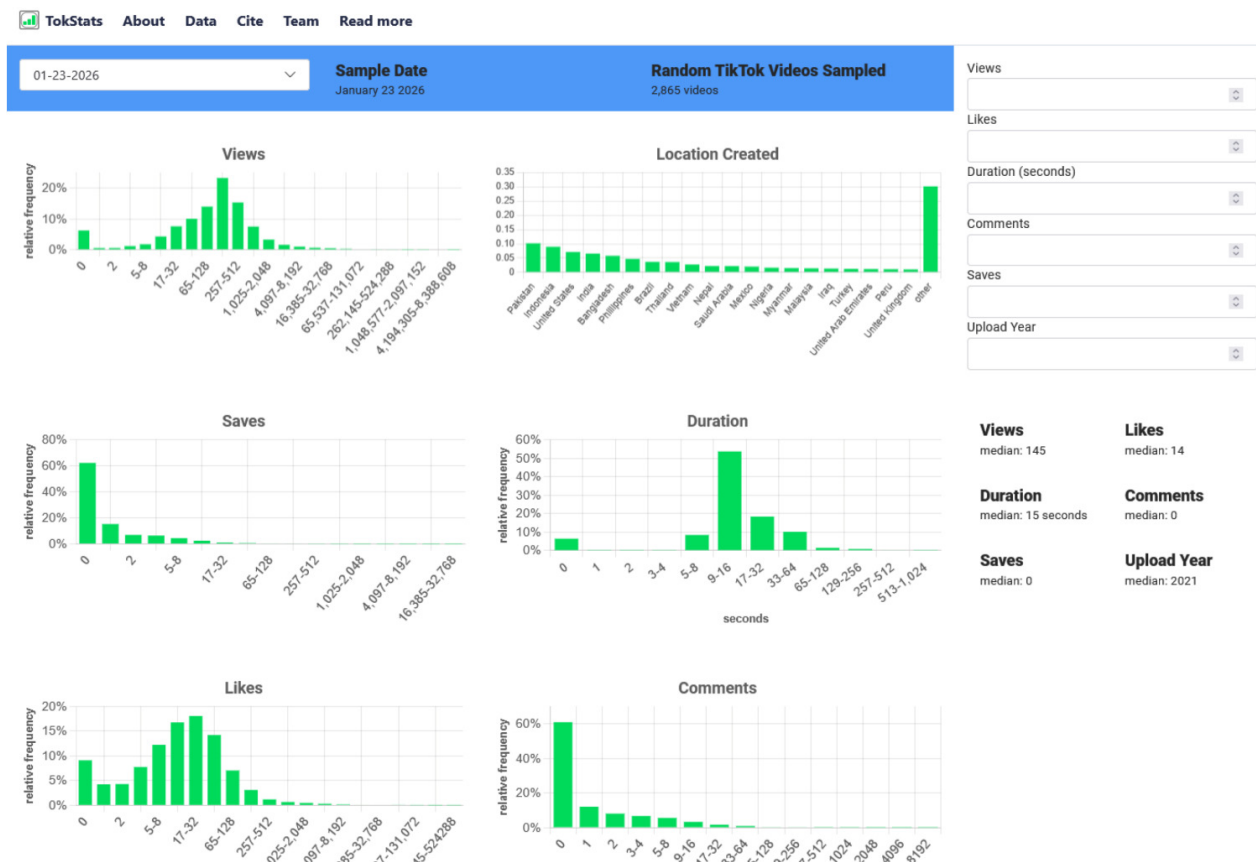 TokStats About Data Cite Team Read more
01-23-2026
Sample Date
January 23 2026
Random TikTok Videos Sampled
2,865 videos
Views
relative frequency
20%
10%
0%
0
2
5-8
17-32
65-128
257-512
1,025-2,048
4,097-8,192
16,385-32,768
65,537-131,072
262,145-524,288
1,048,577-2,097,152
4,194,305-8,388,608
Location Created
0.35
0.30
0.25
0.20
0.15
0.10
0.05
0
Pakistan
Indonesia
United States
India
Bangladesh
Phillippines
Brazil
Thailand
Vietnam
Nepal
Saudi Arabia
Mexico
Nigeria
Myanmar
Malaysia
Iraq
Turkey
United Arab Emirates
Peru
United Kingdom
other
Views
Likes
Duration (seconds)
Comments
Saves
Upload Year
Saves
relative frequency
80%
60%
40%
20%
0%
0
2
5-8
17-32
65-128
257-512
1,025-2,048
4,097-8,192
16,385-32,768
Duration
relative frequency
60%
50%
40%
30%
20%
10%
0%
0
1
2
3-4
5-8
9-16
17-32
33-64
65-128
129-256
257-512
513-1,024
seconds
Views
median: 145
Likes
median: 14
Duration
median: 15 seconds
Comments
median: 0
Saves
median: 0
Upload Year
median: 2021
Likes
relative frequency
20%
15%
10%
5%
0%
0
2
5-8
17-32
65-128
257-512
Comments
relative frequency
60%
40%
20%
0%
0
1
2
3-4
5-8
9-16
17-32